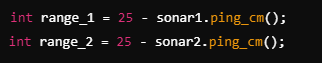 int range_1 = 25 - sonar1.ping_cm();
int range_2 = 25 - sonar2.ping_cm();